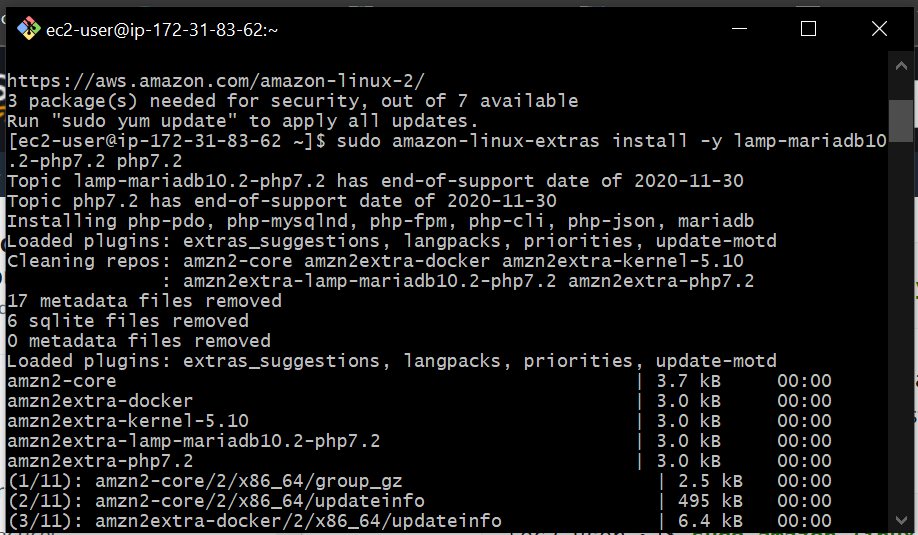 ec2-user@ip-172-31-83-62:~
https://aws.amazon.com/amazon-linux-2/
3 package(s) needed for security, out of 7 available
Run "sudo yum update" to apply all updates.
[ec2-user@ip-172-31-83-62 ~]$ sudo amazon-linux-extras install -y lamp-mariadb10
.2-php7.2 php7.2
Topic lamp-mariadb10.2-php7.2 has end-of-support date of 2020-11-30
Topic php7.2 has end-of-support date of 2020-11-30
Installing php-pdo, php-mysqlnd, php-fpm, php-cli, php-json, mariadb
Loaded plugins: extras_suggestions, langpacks, priorities, update-motd
Cleaning repos: amzn2-core amzn2extra-docker amzn2extra-kernel-5.10
              : amzn2extra-lamp-mariadb10.2-php7.2 amzn2extra-php7.2
17 metadata files removed
6 sqlite files removed
0 metadata files removed
Loaded plugins: extras_suggestions, langpacks, priorities, update-motd
amzn2-core | 3.7 kB 00:00
amzn2extra-docker | 3.0 kB 00:00
amzn2extra-kernel-5.10 | 3.0 kB 00:00
amzn2extra-lamp-mariadb10.2-php7.2 | 3.0 kB 00:00
amzn2extra-php7.2 | 3.0 kB 00:00
(1/11): amzn2-core/2/x86_64/group_gz | 2.5 kB 00:00
(2/11): amzn2-core/2/x86_64/updateinfo | 495 kB 00:00
(3/11): amzn2extra-docker/2/x86_64/updateinfo | 6.4 kB 00:00